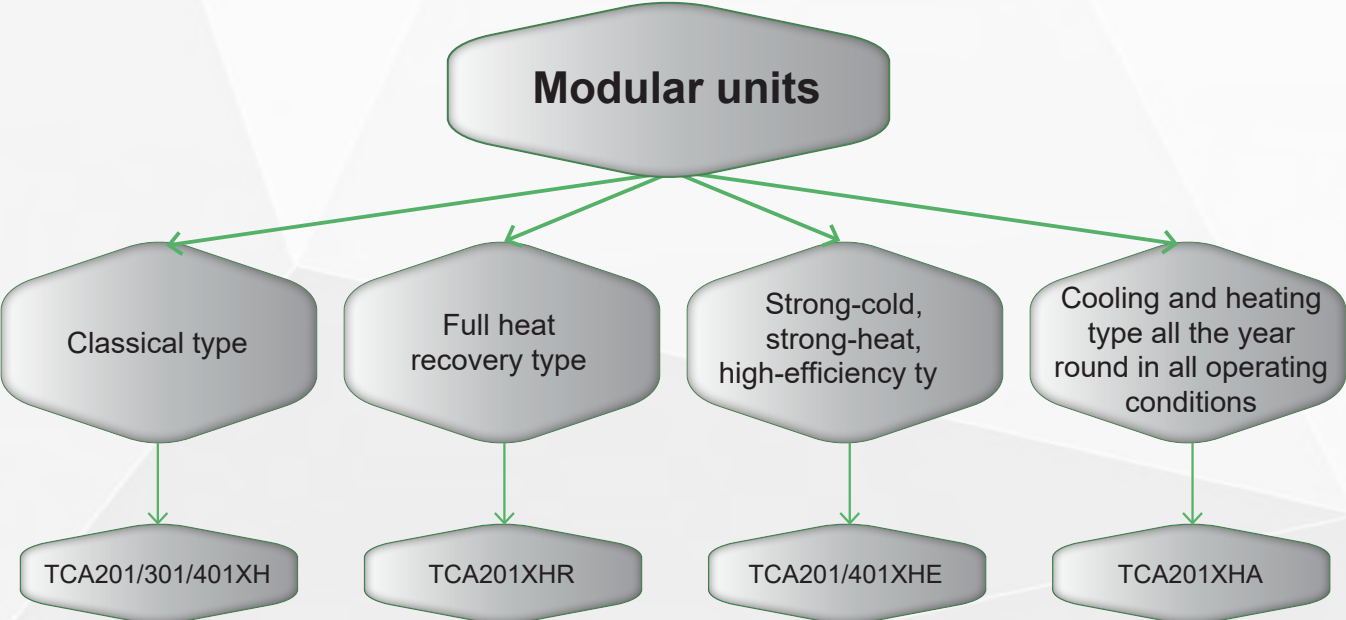 Modular units
Classical type
Full heat
recovery type
Strong-cold,
strong-heat,
high-efficiency ty
Cooling and heating
type all the year
round in all operating
conditions
TCA201/301/401XH
TCA201XHR
TCA201/401XHE
TCA201XHA